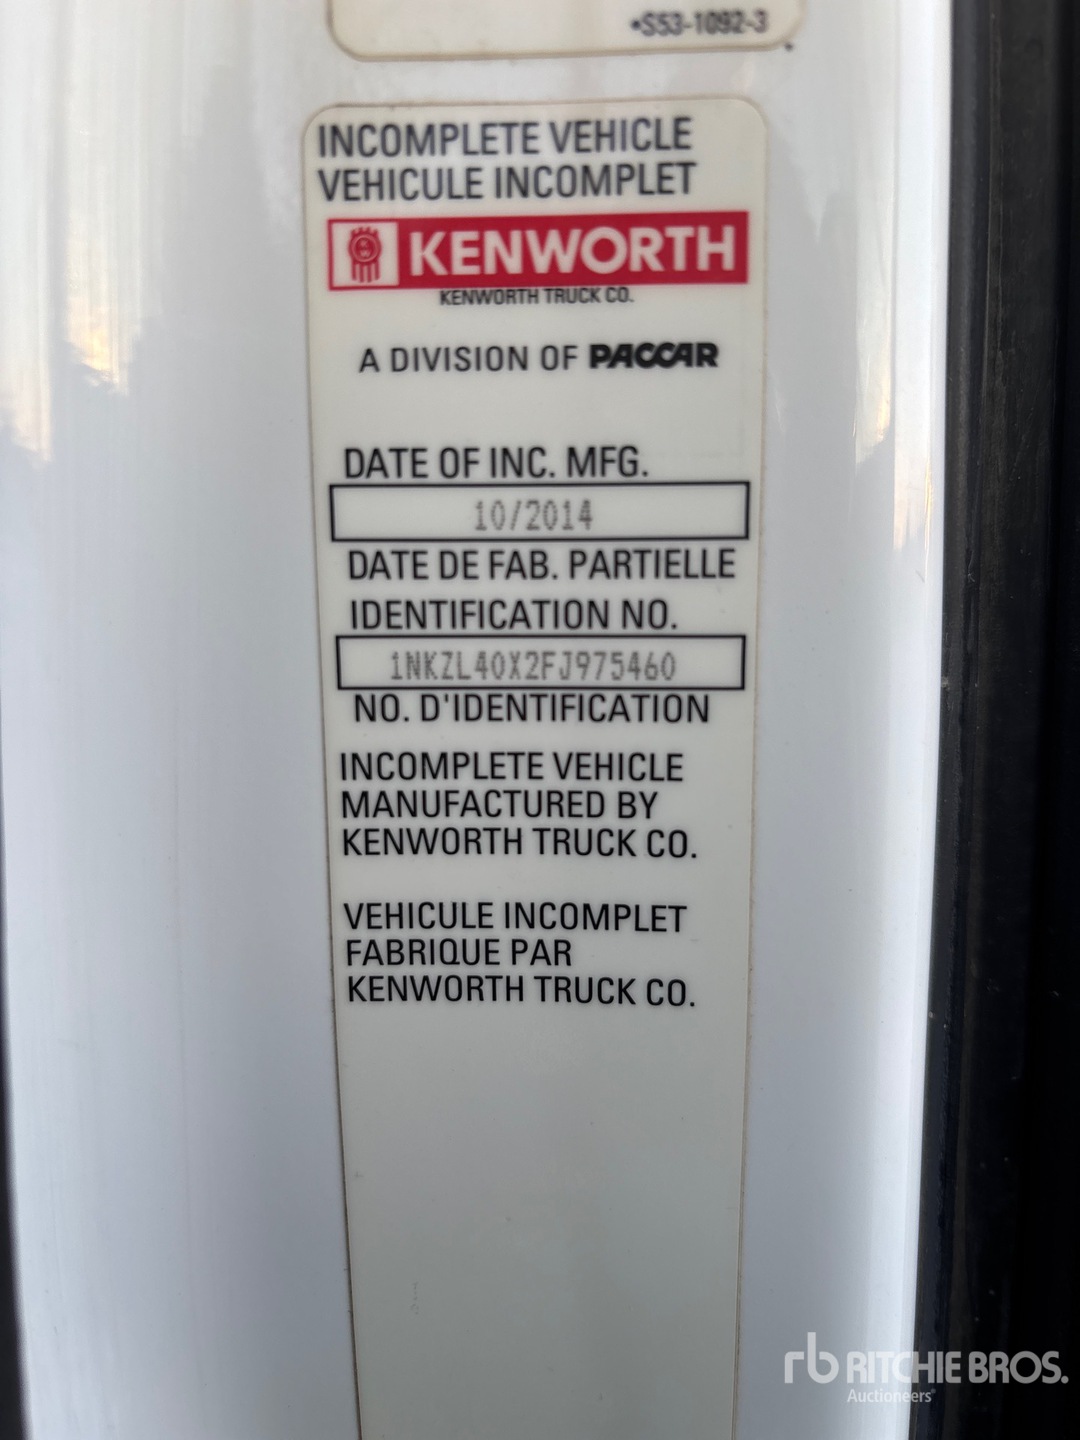 •S53-1092-3
INCOMPLETE VEHICLE
VEHICULE INCOMPLET
KENWORTH
KENWORTH TRUCK CO.
A DIVISION OF PACCAR
DATE OF INC. MFG.
10/2014
DATE DE FAB. PARTIELLE
IDENTIFICATION NO.
1NKZL40X2FJ975460
NO. D'IDENTIFICATION
INCOMPLETE VEHICLE
MANUFACTURED BY
KENWORTH TRUCK CO.
VEHICULE INCOMPLET
FABRIQUE PAR
KENWORTH TRUCK CO.
rb RITCHIE BROS.
Auctioneers